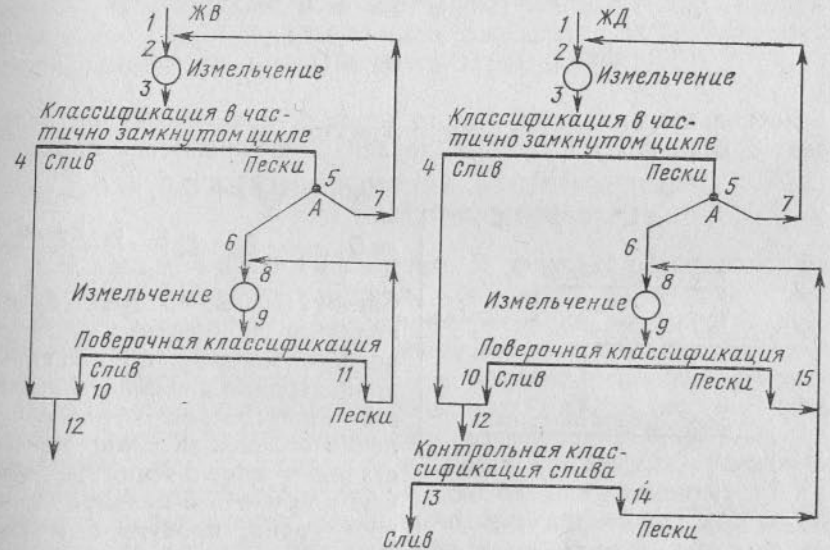 1 ЖВ
2
3 Измельчение
Классификация в час-
тично замкнутом цикле
4 Слив Пески 5
А 7
6
8
Измельчение
9
Поверочная классификация
Слив 11
10
Пески
12
1 ЖД
2
3 Измельчение
Классификация в час-
тично замкнутом цикле
4 Слив Пески 5
А 7
6
8
Измельчение
9
Поверочная классификация
10 Слив Пески 15
12
Контрольная клас-
сификация слива
13 14
Слив Пески